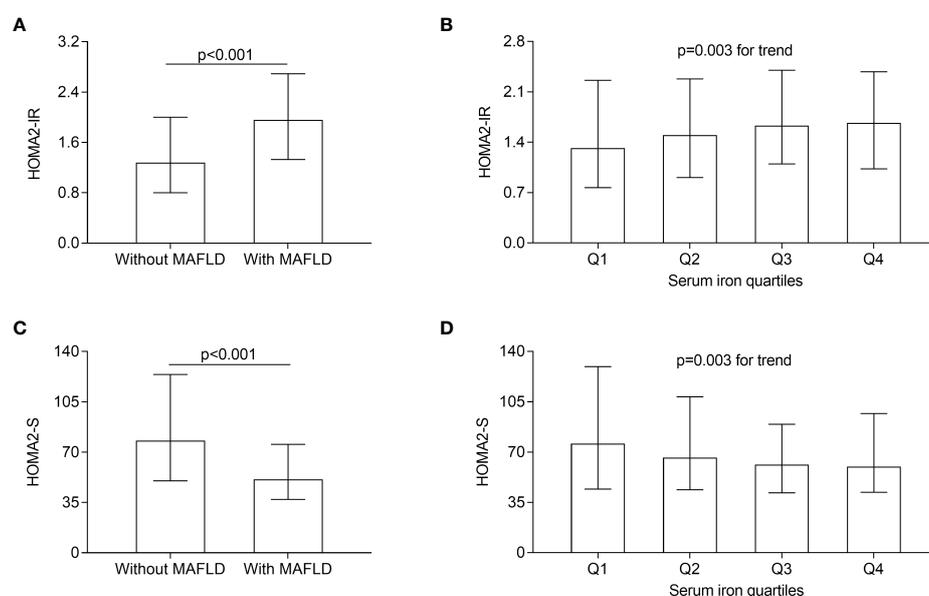 A
HOMA2-IR
3.2
2.4
1.6
0.8
0.0
p<0.001
Without MAFLD
With MAFLD
B
HOMA2-IR
2.8
2.1
1.4
0.7
0.0
p=0.003 for trend
Q1
Q2
Q3
Q4
Serum iron quartiles
C
HOMA2-S
140
105
70
35
0
p<0.001
Without MAFLD
With MAFLD
D
HOMA2-S
140
105
70
35
0
p=0.003 for trend
Q1
Q2
Q3
Q4
Serum iron quartiles